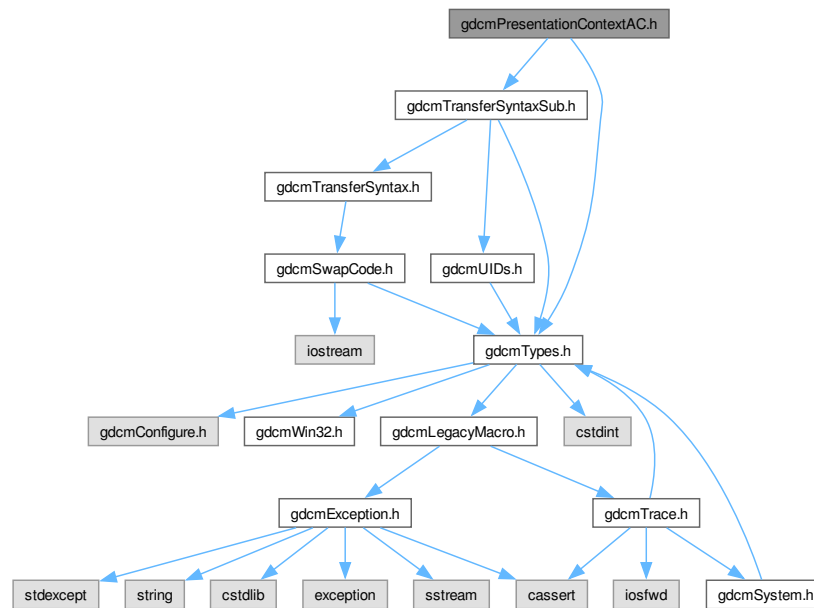 gdcmPresentationContextAC.h
gdcmTransferSyntaxSub.h
gdcmTransferSyntax.h
gdcmSwapCode.h
gdcmUIDs.h
iostream
gdcmTypes.h
gdcmConfigure.h
gdcmWin32.h
gdcmLegacyMacro.h
cstdint
gdcmException.h
gdcmTrace.h
stdexcept
string
cstdlib
exception
sstream
cassert
iosfwd
gdcmSystem.h